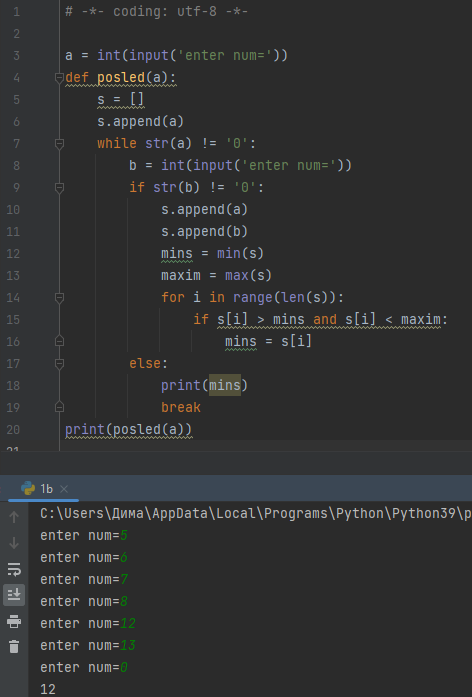 1 # -*- coding: utf-8 -*-
2
3 a = int(input('enter num='))
4 def posled(a):
5 s = []
6 s.append(a)
7 while str(a) != '0':
8 b = int(input('enter num='))
9 if str(b) != '0':
10 s.append(a)
11 s.append(b)
12 mins = min(s)
13 maxim = max(s)
14 for i in range(len(s)):
15 if s[i] > mins and s[i] < maxim:
16 mins = s[i]
17 else:
18 print(mins)
19 break
20 print(posled(a))
21
1b ×
C:\Users\Дима\AppData\Local\Programs\Python\Python39\p
enter num=5
enter num=6
enter num=7
enter num=8
enter num=12
enter num=13
enter num=0
12